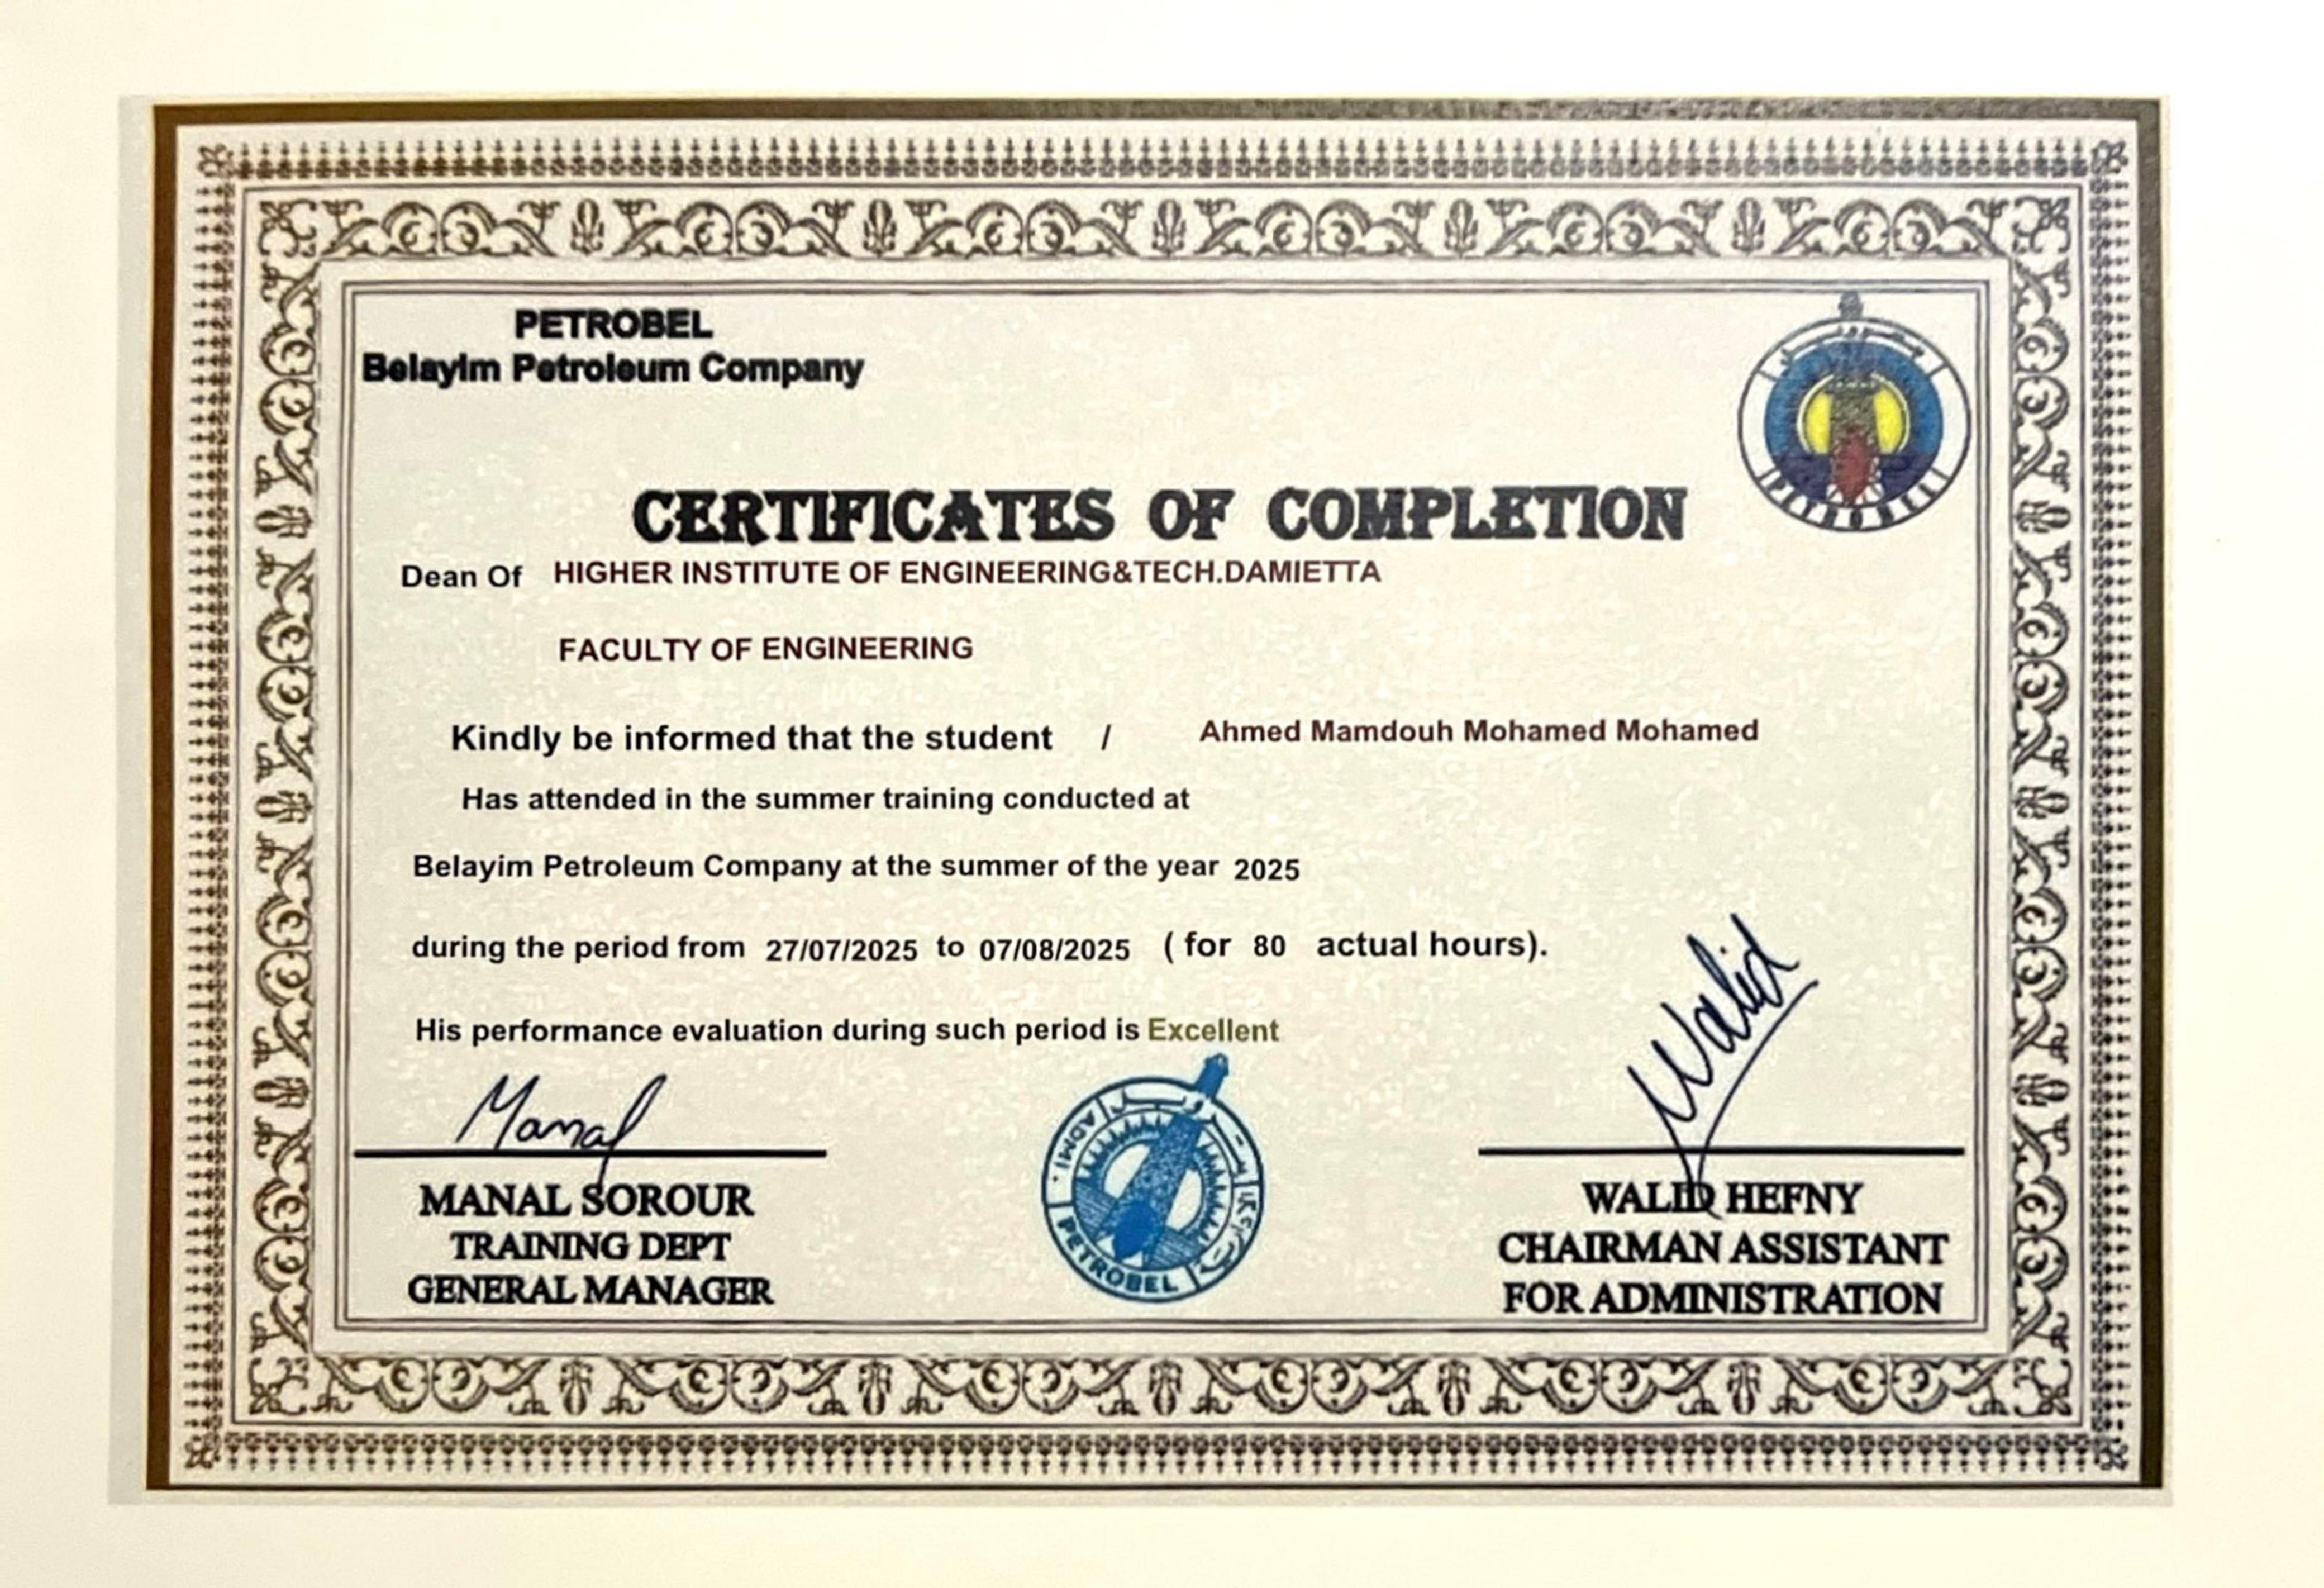 PETROBEL
Belayim Petroleum Company
PETROBEL
CERTIFICATES OF COMPLETION
Dean Of HIGHER INSTITUTE OF ENGINEERING&TECH.DAMIETTA
FACULTY OF ENGINEERING
Kindly be informed that the student / Ahmed Mamdouh Mohamed Mohamed
Has attended in the summer training conducted at
Belayim Petroleum Company at the summer of the year 2025
during the period from 27/07/2025 to 07/08/2025 ( for 80 actual hours).
His performance evaluation during such period is Excellent
Manal
Walid
ADMI.
PETROBEL
MANAL SOROUR
TRAINING DEPT
GENERAL MANAGER
WALID HEFNY
CHAIRMAN ASSISTANT
FOR ADMINISTRATION